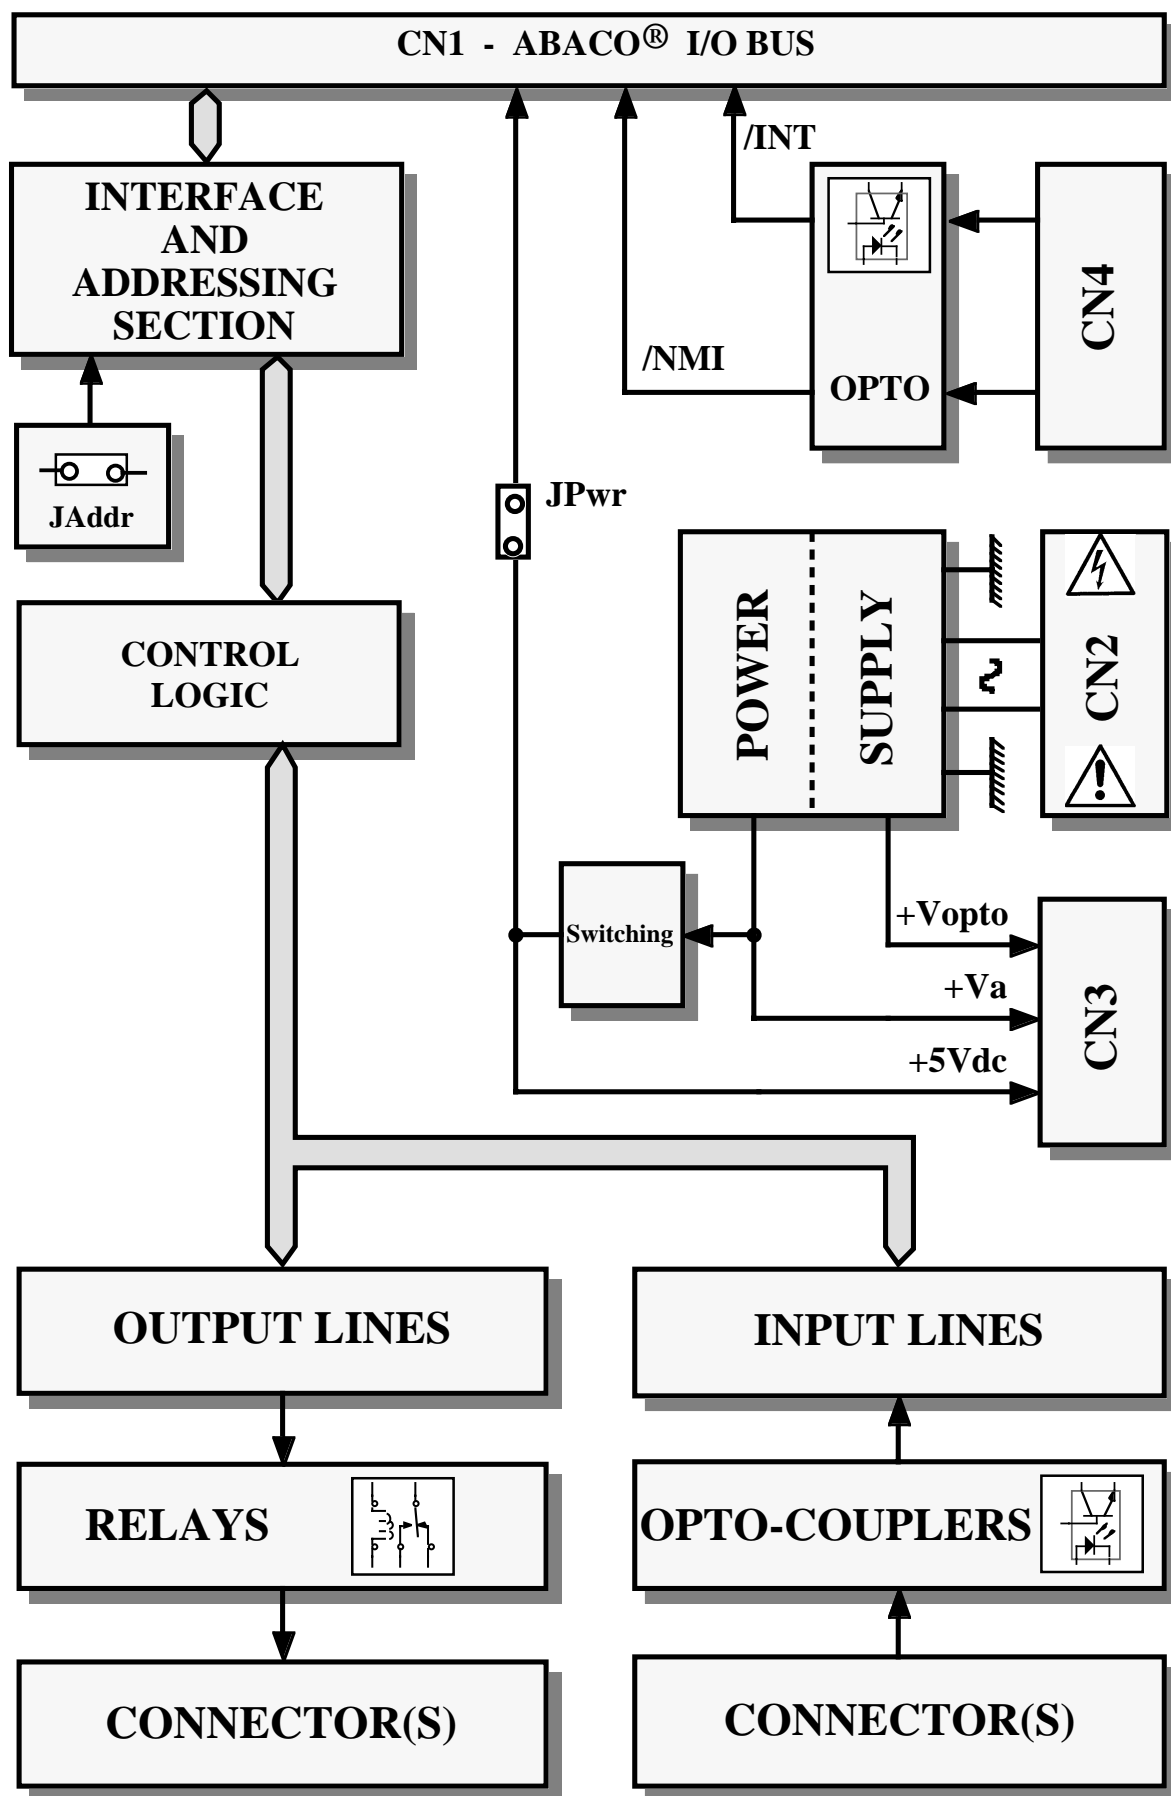 CN1 - ABACO® I/O BUS
/INT
INTERFACE
AND
ADDRESSING
SECTION
CN4
/NMI
OPTO
JAddr
JPwr
POWER
SUPPLY
CN2
CONTROL
LOGIC
Switching
+Vopto
+Va
+5Vdc
CN3
OUTPUT LINES
INPUT LINES
RELAYS
OPTO-COUPLERS
CONNECTOR(S)
CONNECTOR(S)